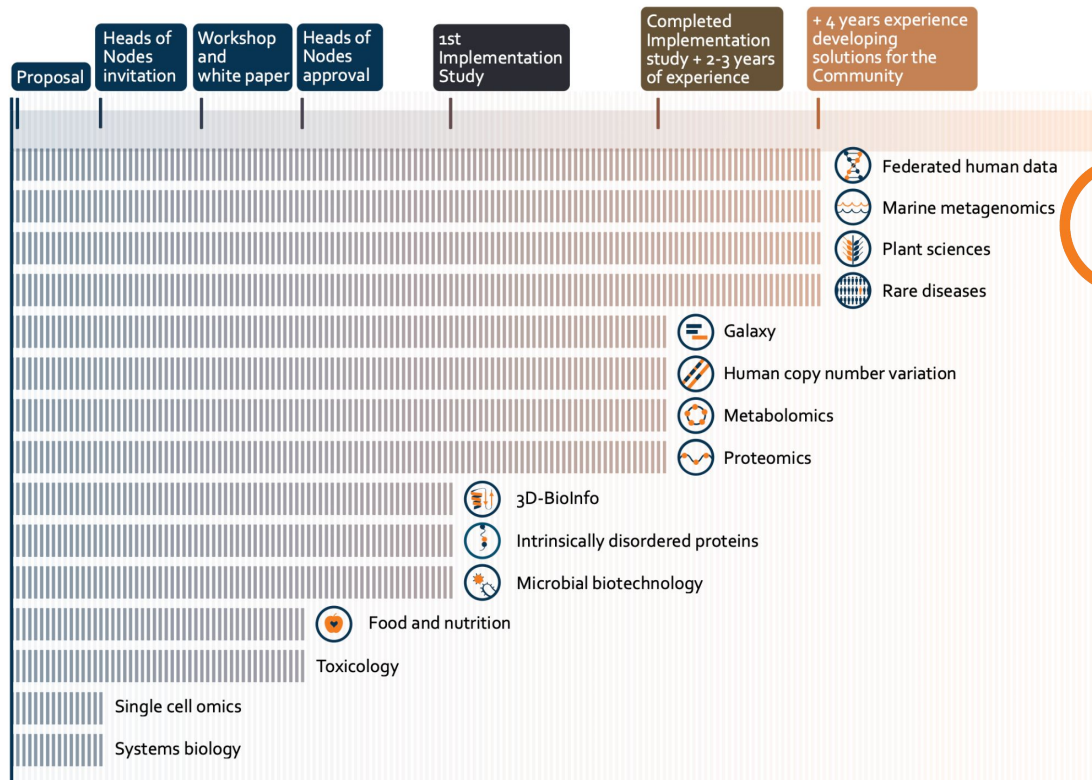 Proposal
Heads of
Nodes
invitation
Workshop
and
white paper
Heads of
Nodes
approval
1st
Implementation
Study
Completed
Implementation
study + 2-3 years
of experience
+ 4 years experience
developing
solutions for the
Community
Federated human data
Marine metagenomics
Plant sciences
Rare diseases
Galaxy
Human copy number variation
Metabolomics
Proteomics
3D-BioInfo
Intrinsically disordered proteins
Microbial biotechnology
Food and nutrition
Toxicology
Single cell omics
Systems biology